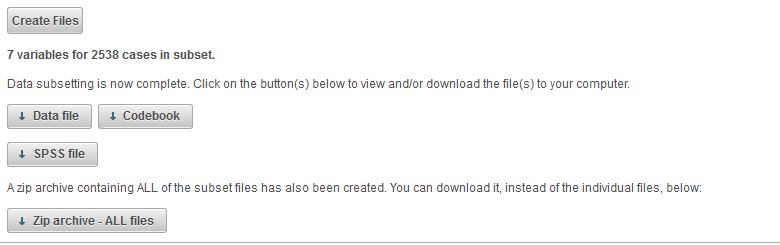 Create Files
7 variables for 2538 cases in subset.
Data subsetting is now complete. Click on the button(s) below to view and/or download the file(s) to your computer.
↓ Data file ↓ Codebook
↓ SPSS file
A zip archive containing ALL of the subset files has also been created. You can download it, instead of the individual files, below:
↓ Zip archive - ALL files